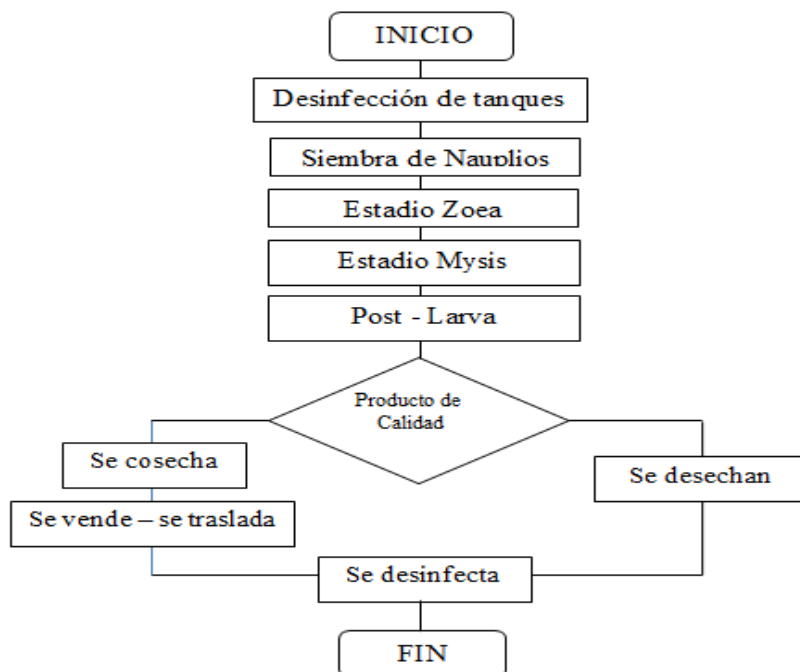 INICIO
Desinfección de tanques
Siembra de Nauplios
Estadio Zoea
Estadio Mysis
Post - Larva
Producto de
Calidad
Se cosecha
Se desechan
Se vende – se traslada
Se desinfecta
FIN